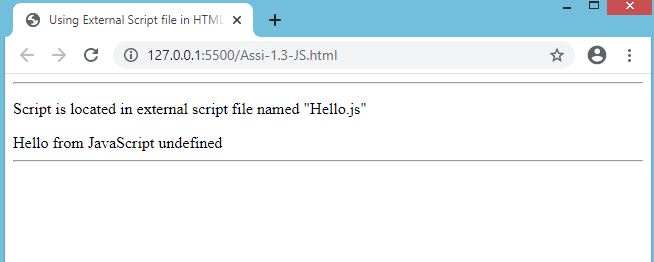 Using External Script file in HTML
127.0.0.1:5500/Assi-1.3-JS.html
Script is located in external script file named "Hello.js"
Hello from JavaScript undefined